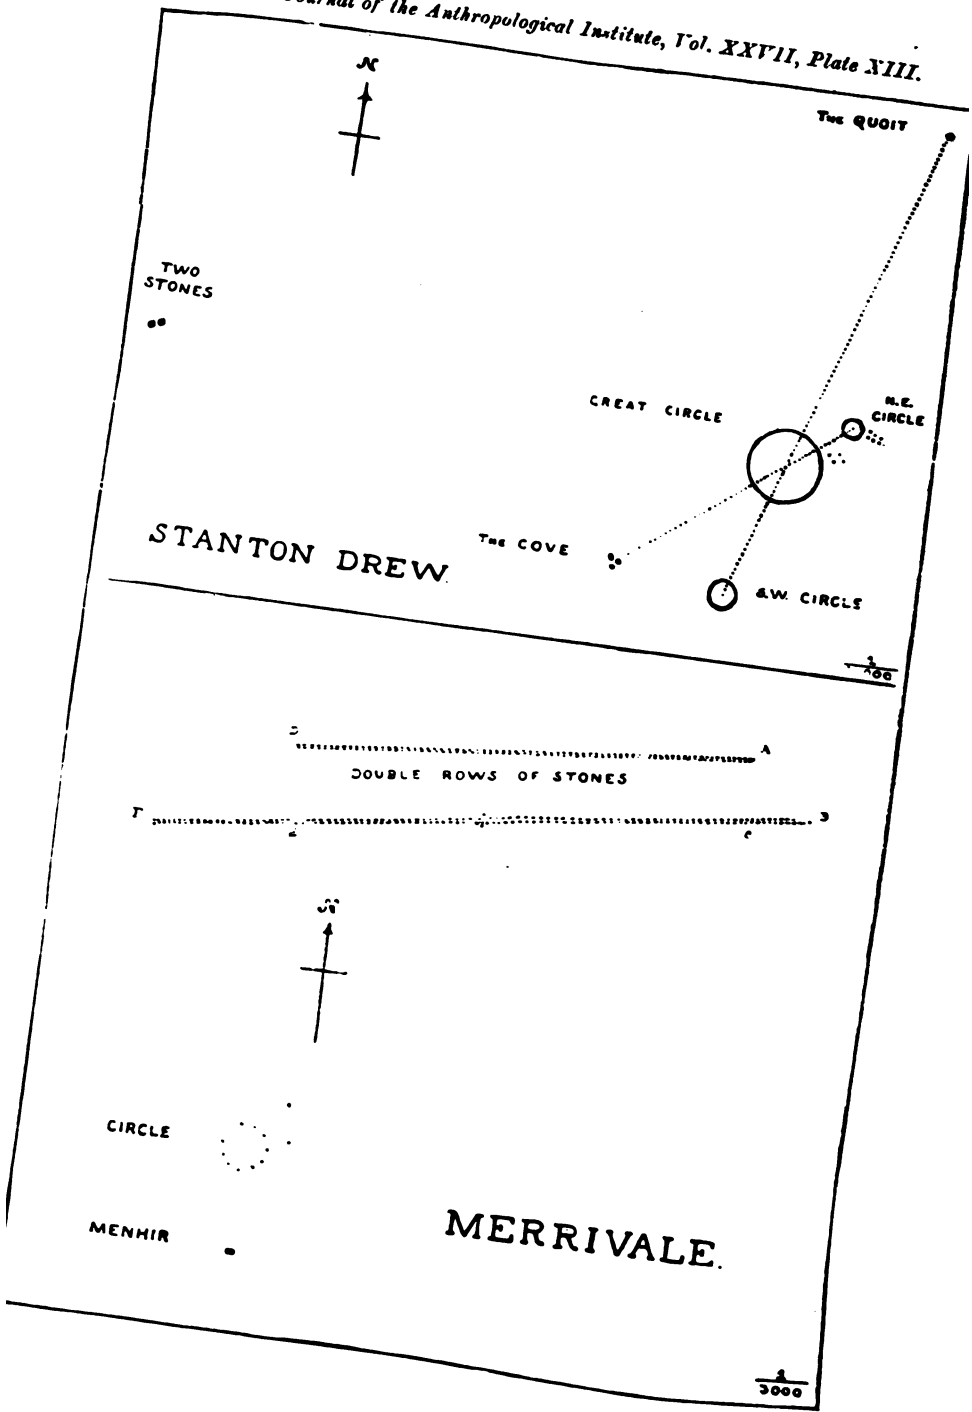 Journal of the Anthropological Institute, Vol. XXVII, Plate XIII.
N
THE QUOIT
TWO
STONES
GREAT CIRCLE
N.E.
CIRCLE
STANTON DREW.
THE COVE
S.W. CIRCLE
A
DOUBLE ROWS OF STONES
N
CIRCLE
MENHIR
MERRIVALE.
1
3000